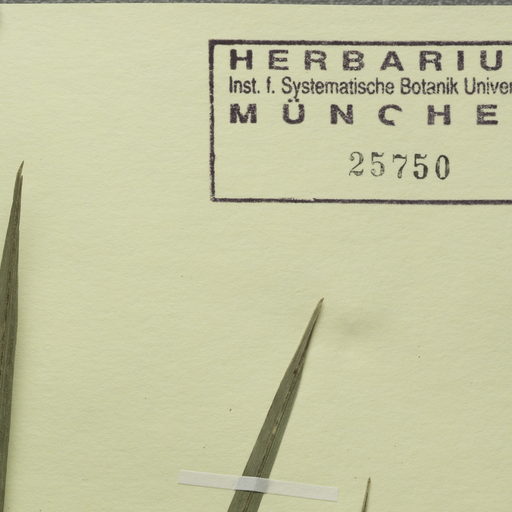 HERBARIU
Inst. f. Systematische Botanik Univer
MÜNCHE
25750